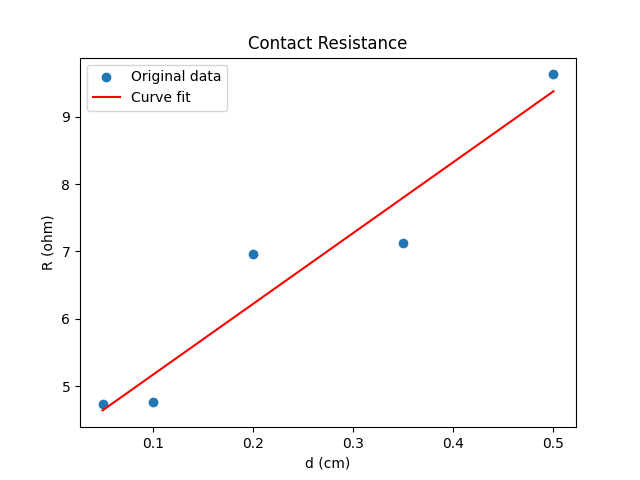 Contact Resistance
Original data
Curve fit
9
8
7
6
5
R (ohm)
0.1 0.2 0.3 0.4 0.5
d (cm)